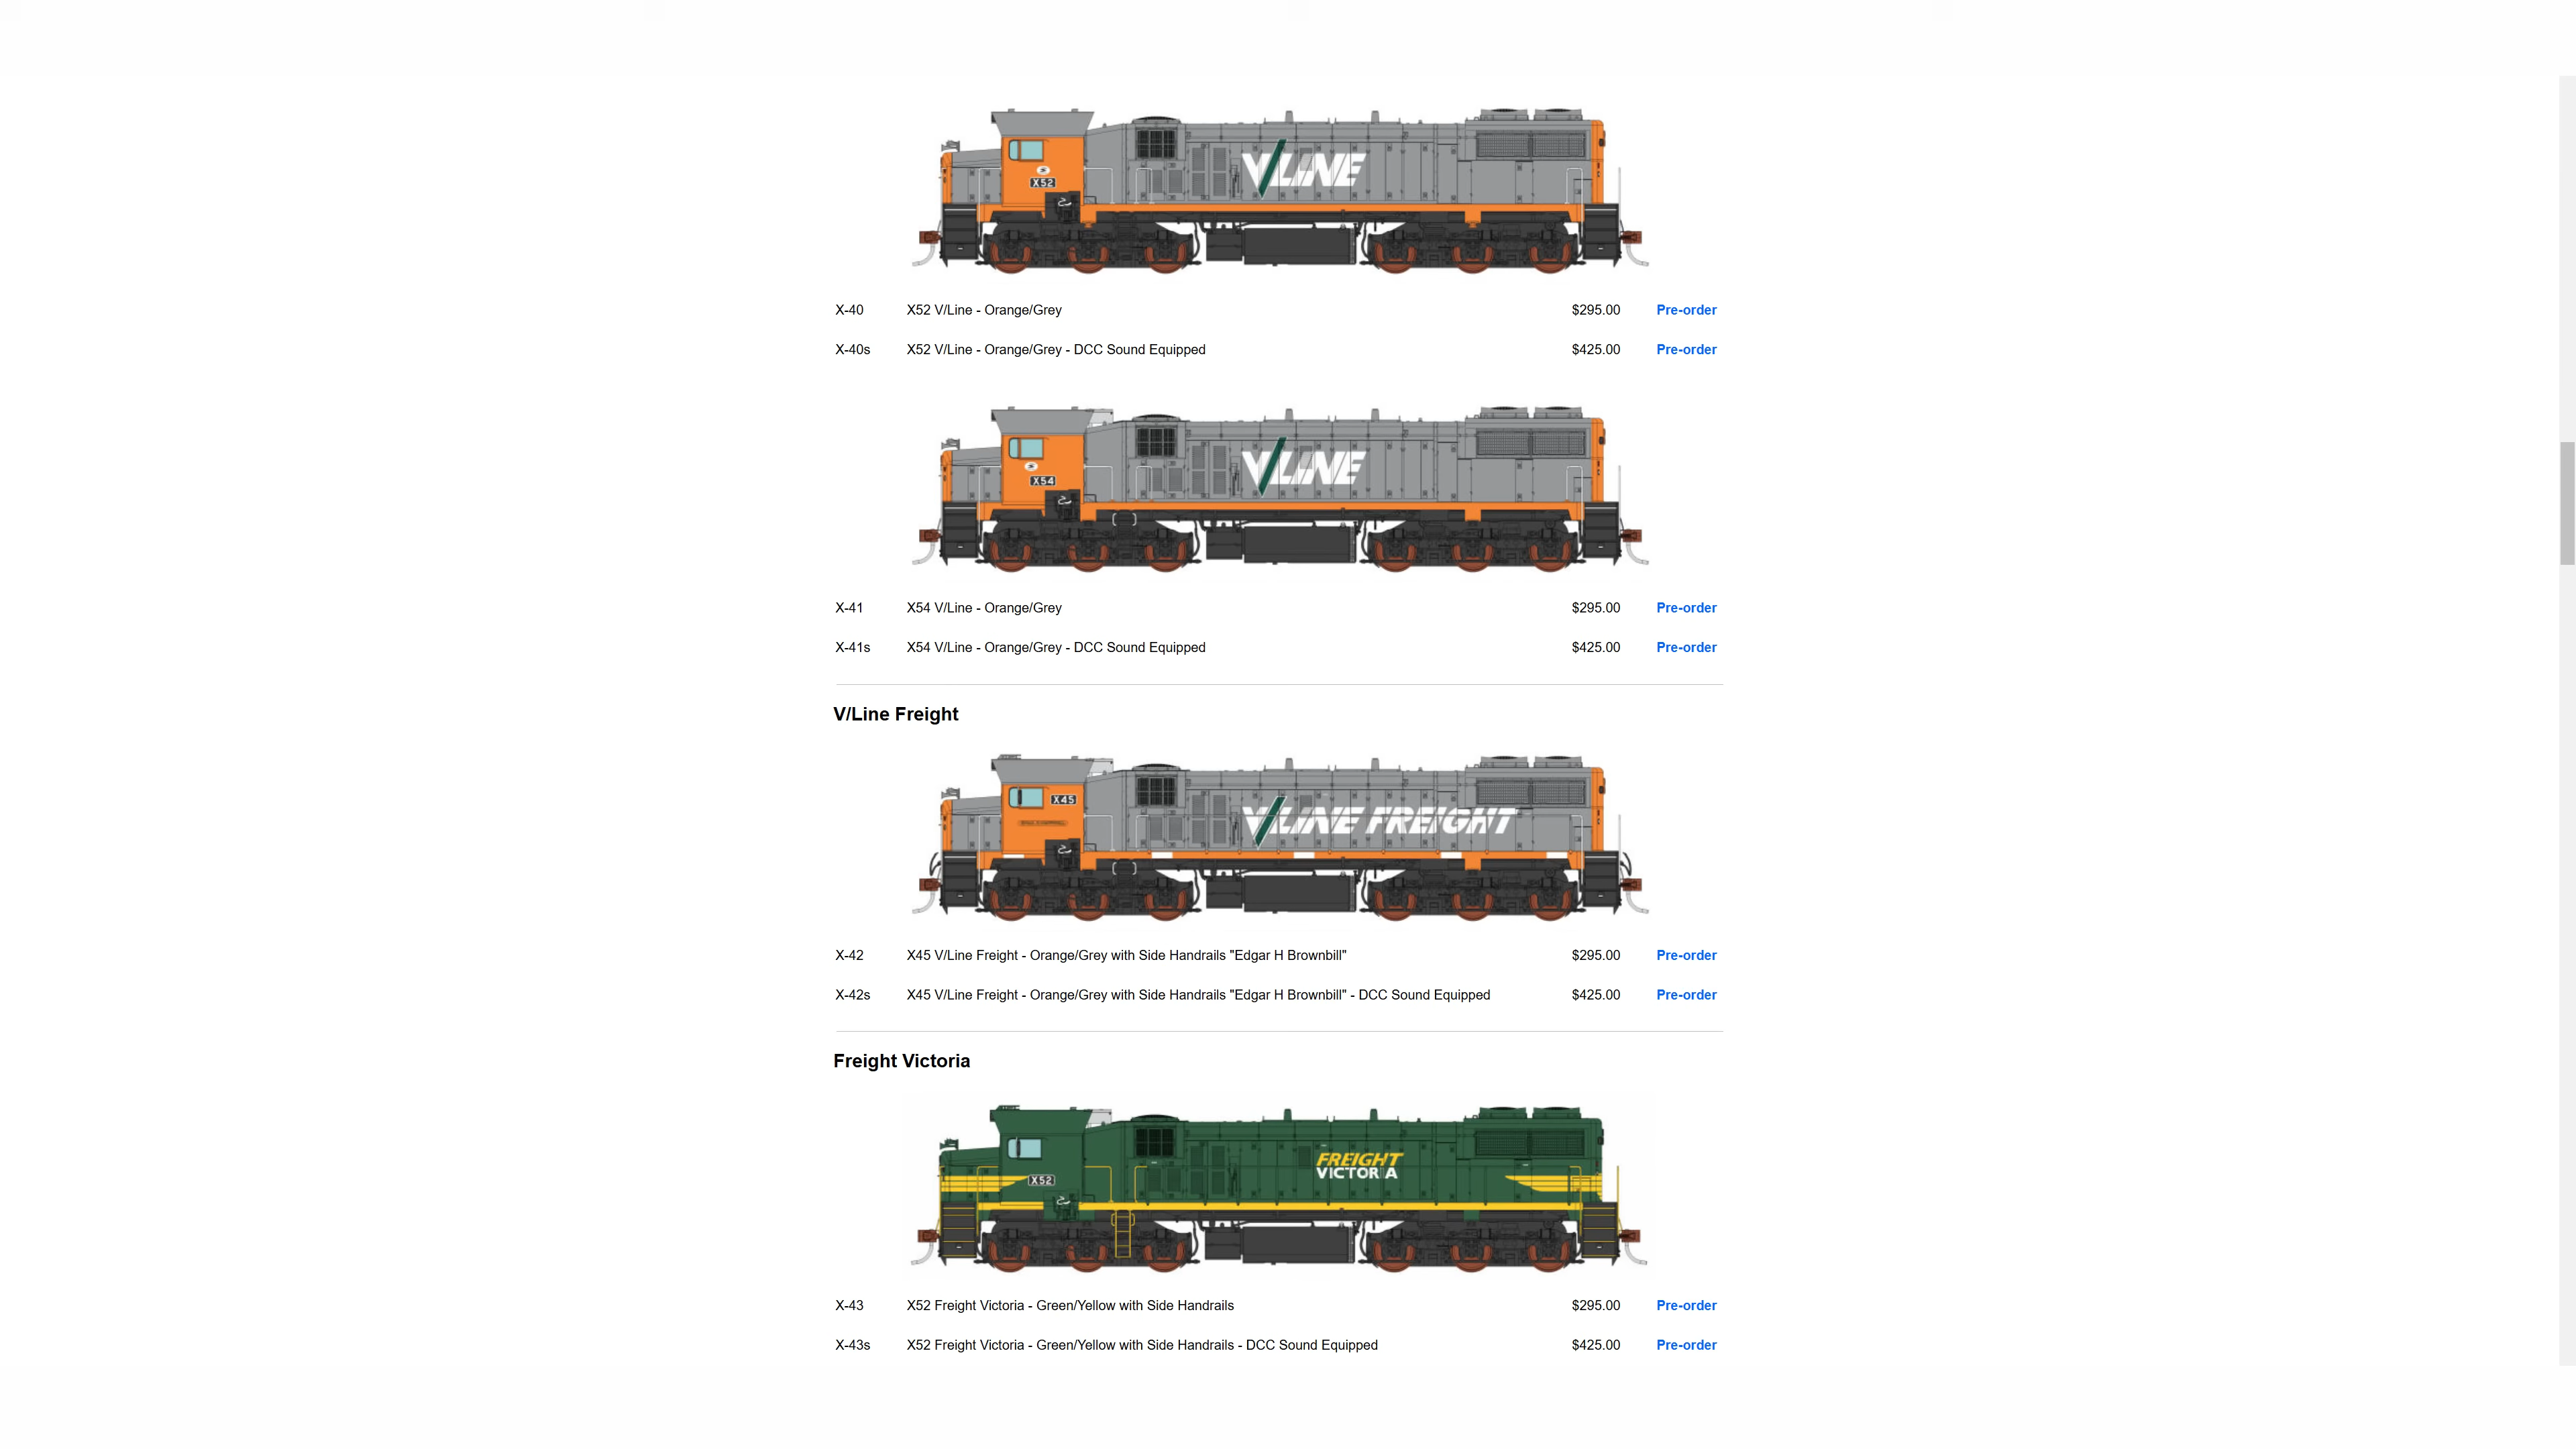 V/LINE
X52
X-40 X52 V/Line - Orange/Grey $295.00 Pre-order
X-40s X52 V/Line - Orange/Grey - DCC Sound Equipped $425.00 Pre-order
V/LINE
X54
X-41 X54 V/Line - Orange/Grey $295.00 Pre-order
X-41s X54 V/Line - Orange/Grey - DCC Sound Equipped $425.00 Pre-order
V/Line Freight
X45
V/LINE FREIGHT
X-42 X45 V/Line Freight - Orange/Grey with Side Handrails "Edgar H Brownbill" $295.00 Pre-order
X-42s X45 V/Line Freight - Orange/Grey with Side Handrails "Edgar H Brownbill" - DCC Sound Equipped $425.00 Pre-order
Freight Victoria
FREIGHT
VICTORIA
X52
X-43 X52 Freight Victoria - Green/Yellow with Side Handrails $295.00 Pre-order
X-43s X52 Freight Victoria - Green/Yellow with Side Handrails - DCC Sound Equipped $425.00 Pre-order